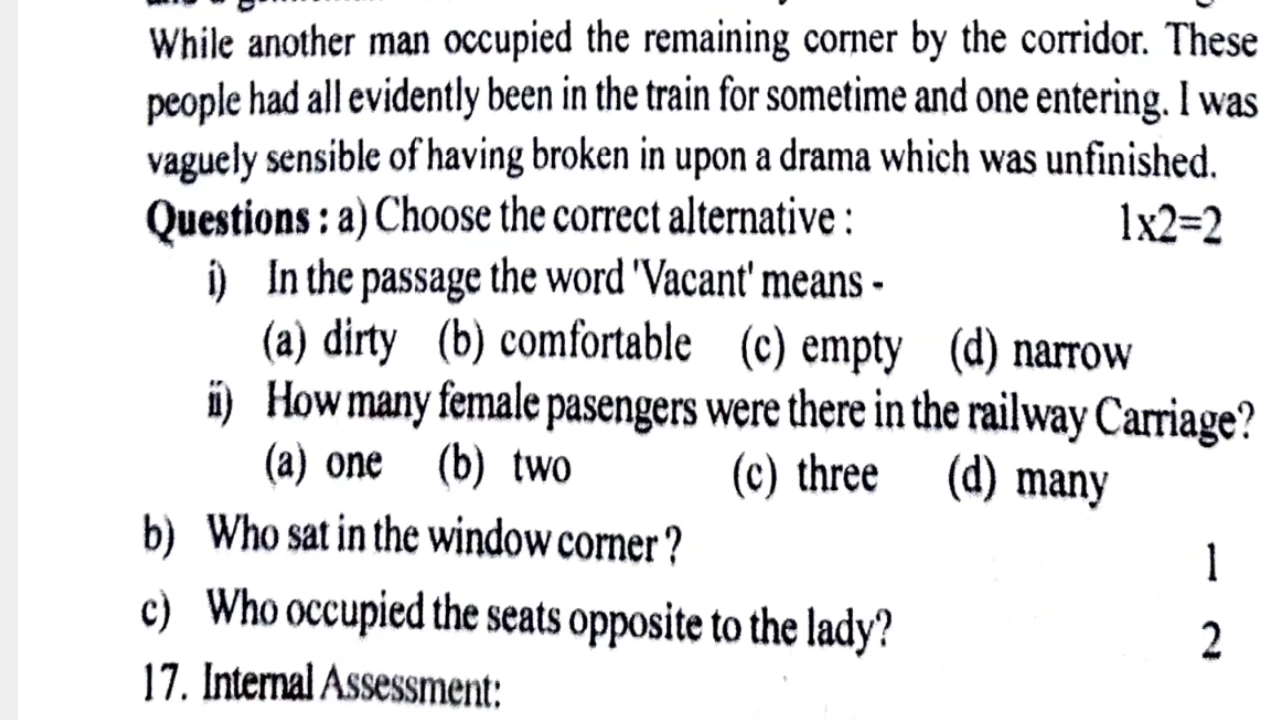 While another man occupied the remaining corner by the corridor. These
people had all evidently been in the train for sometime and one entering. I was
vaguely sensible of having broken in upon a drama which was unfinished.
Questions : a) Choose the correct alternative : 1x2=2
i) In the passage the word 'Vacant' means -
(a) dirty (b) comfortable (c) empty (d) narrow
ii) How many female pasengers were there in the railway Carriage?
(a) one (b) two (c) three (d) many
b) Who sat in the window corner ? 1
c) Who occupied the seats opposite to the lady? 2
17. Internal Assessment: